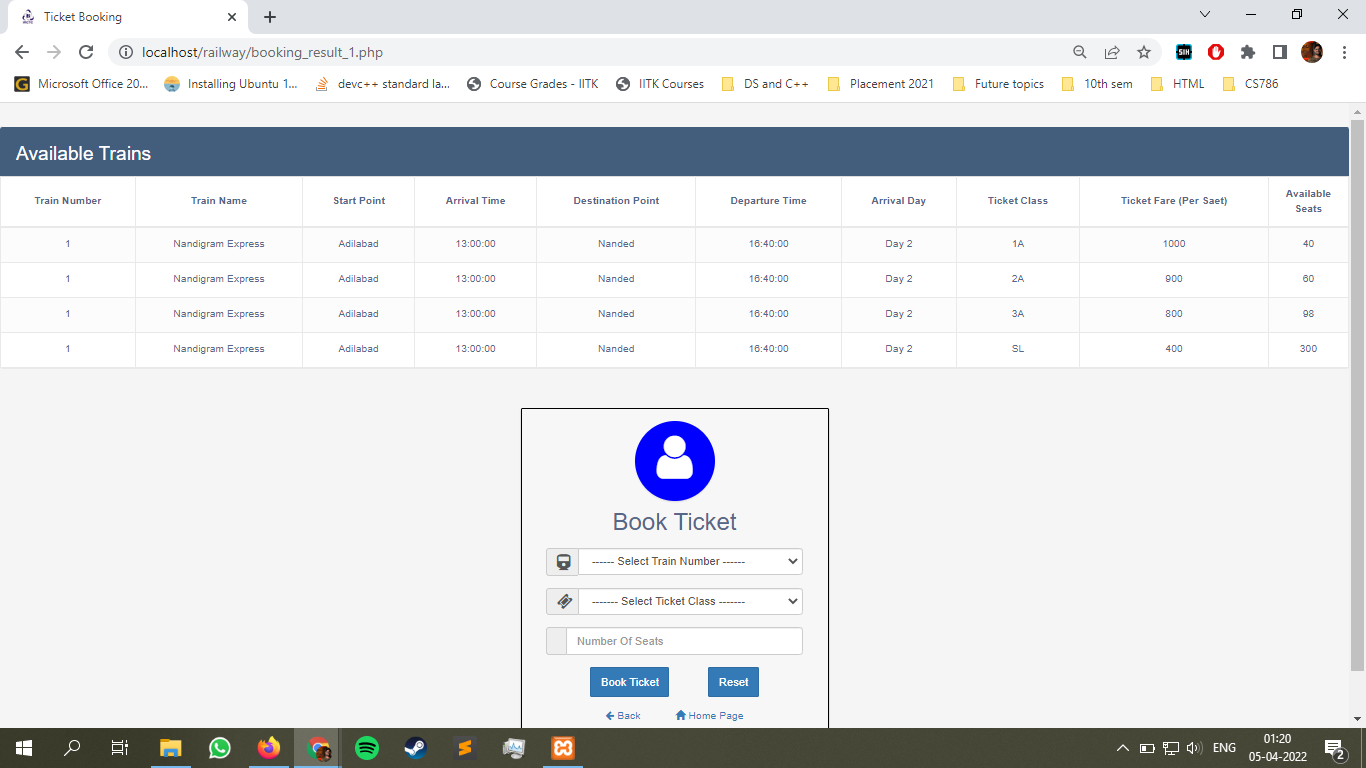 Ticket Booking
localhost/railway/booking_result_1.php
Microsoft Office 20... Installing Ubuntu 1... devc++ standard la... Course Grades - IITK IITK Courses DS and C++ Placement 2021 Future topics 10th sem HTML CS786
Available Trains
Train Number Train Name Start Point Arrival Time Destination Point Departure Time Arrival Day Ticket Class Ticket Fare (Per Saet) Available Seats
1 Nandigram Express Adilabad 13:00:00 Nanded 16:40:00 Day 2 1A 1000 40
1 Nandigram Express Adilabad 13:00:00 Nanded 16:40:00 Day 2 2A 900 60
1 Nandigram Express Adilabad 13:00:00 Nanded 16:40:00 Day 2 3A 800 98
1 Nandigram Express Adilabad 13:00:00 Nanded 16:40:00 Day 2 SL 400 300
Book Ticket
------ Select Train Number ------
------- Select Ticket Class -------
Number Of Seats
Book Ticket Reset
Back Home Page
ENG 01:20
05-04-2022 2